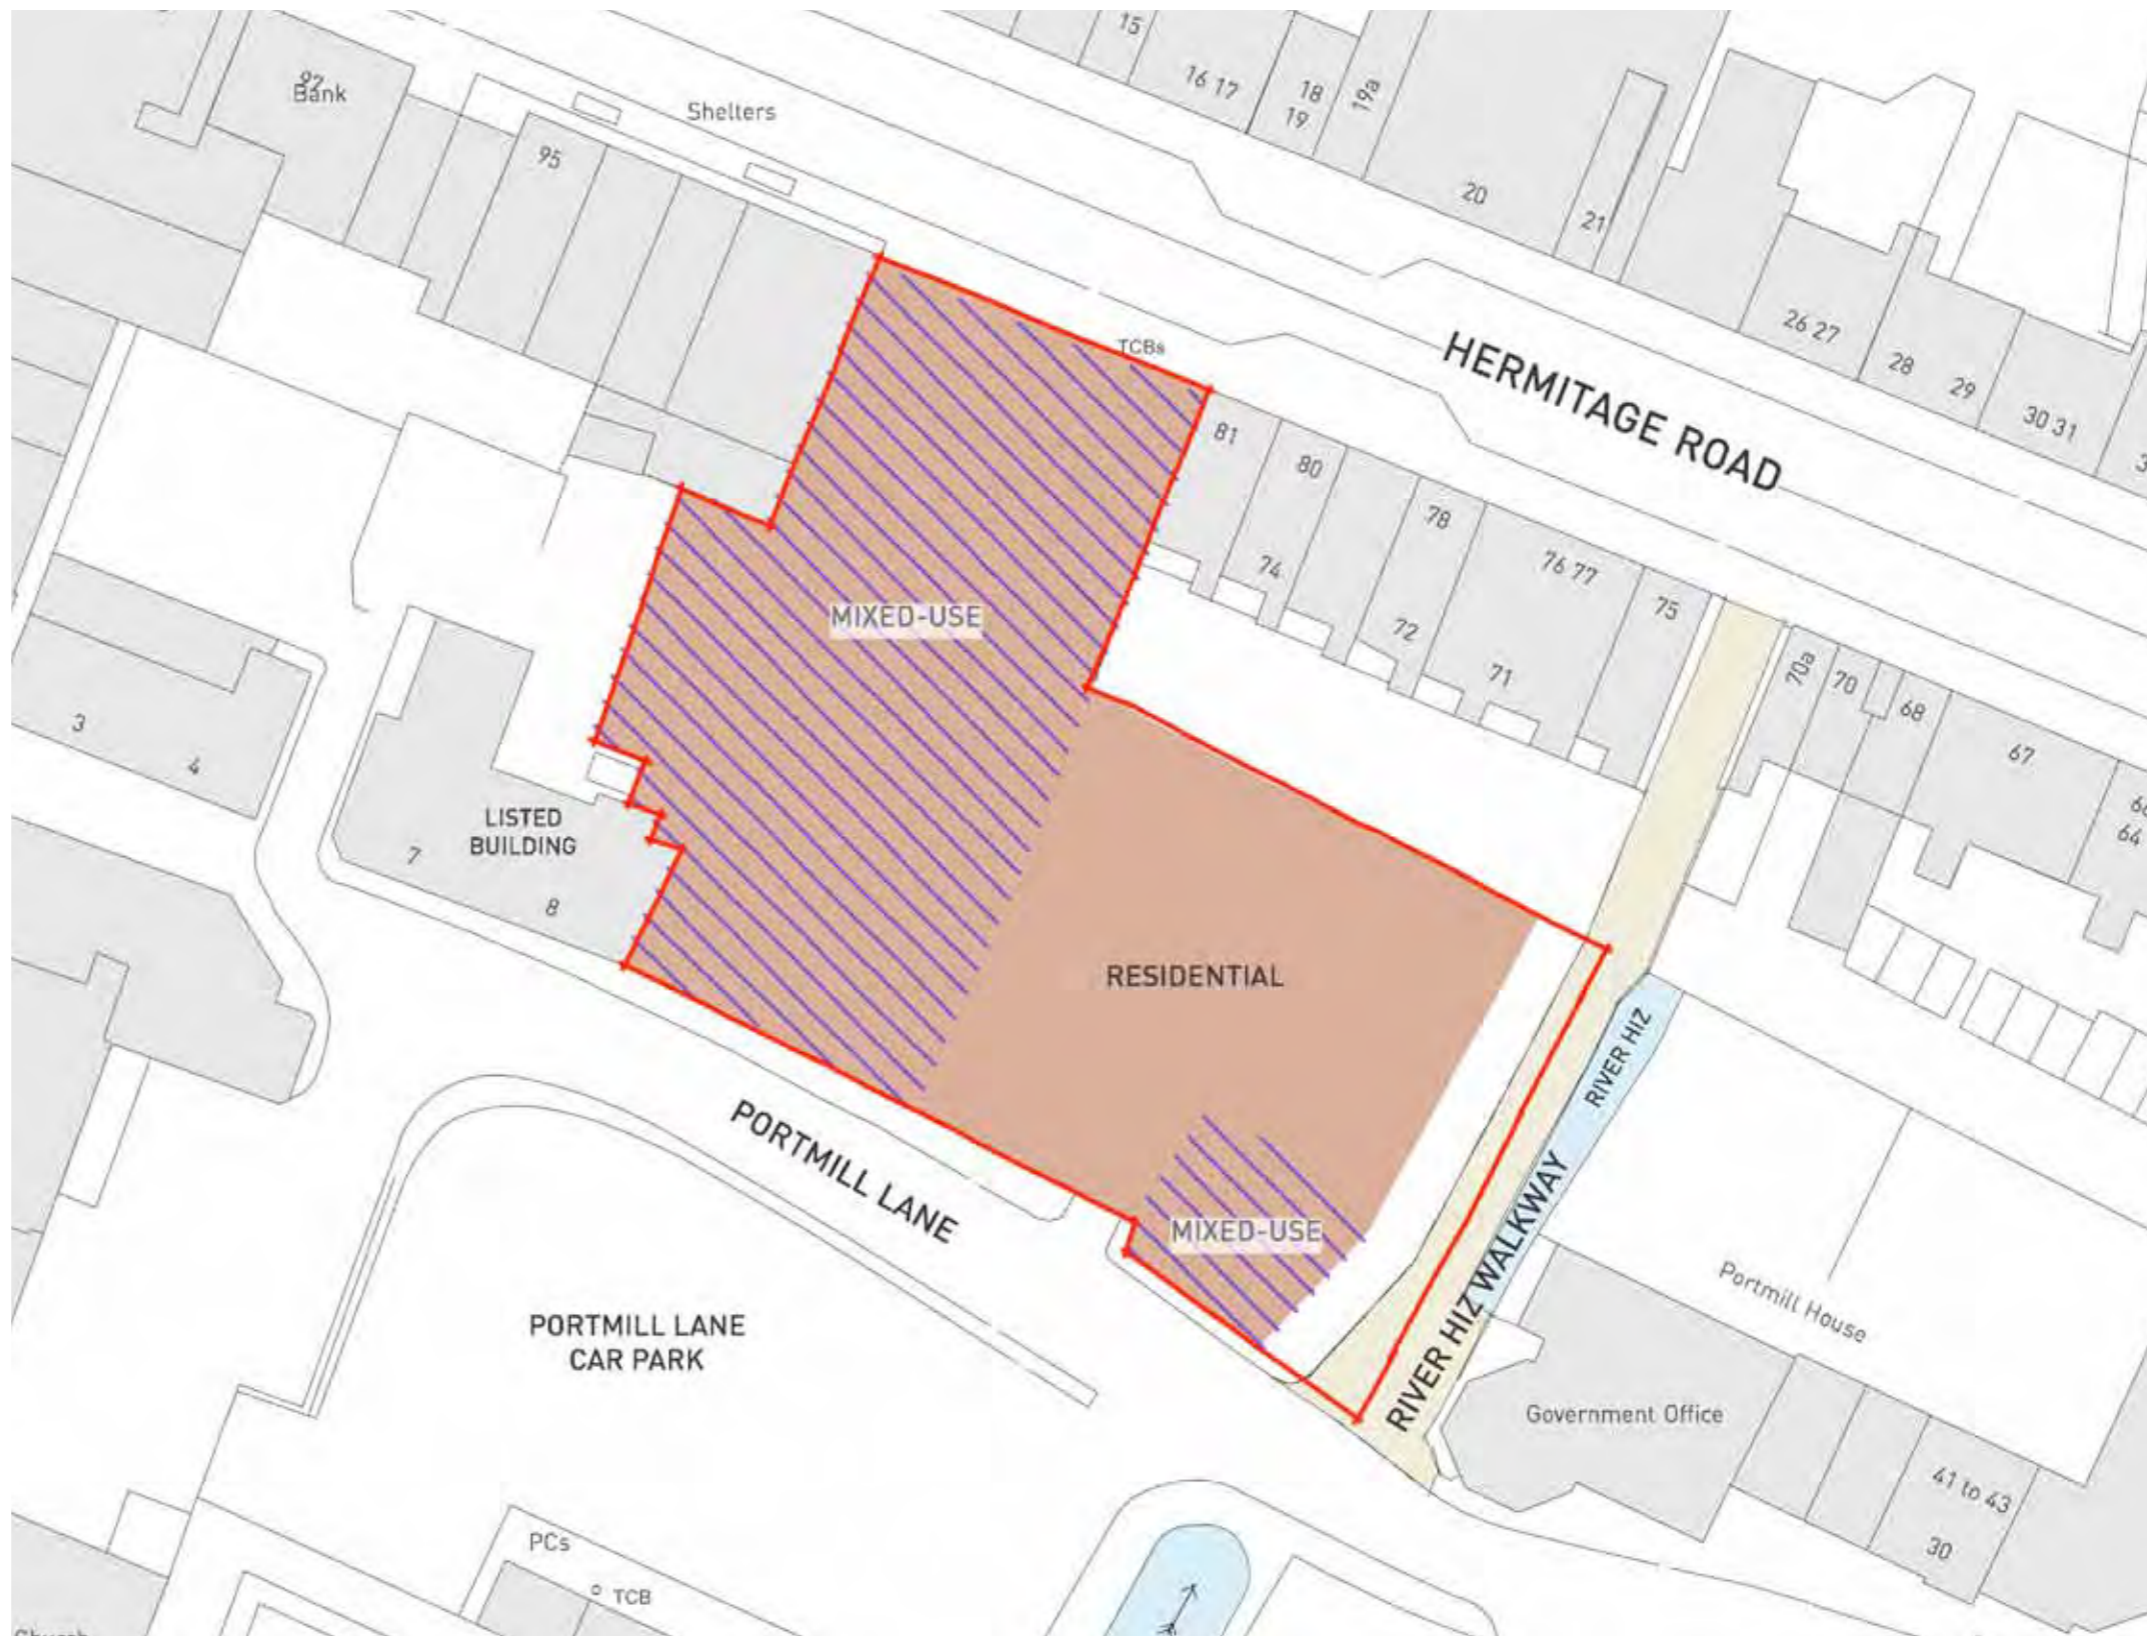 15
16 17
18
19
19a
92
Bank
Shelters
95
20
21
26 27
28
29
30 31
TCBs
HERMITAGE ROAD
81
80
78
76 77
75
74
72
71
70a
70
68
67
64
MIXED-USE
3
4
LISTED
BUILDING
7
8
RESIDENTIAL
RIVER HIZ
PORTMILL LANE
MIXED-USE
RIVER HIZ WALKWAY
Portmill House
PORTMILL LANE
CAR PARK
Government Office
41 to 43
30
PCs
TCB